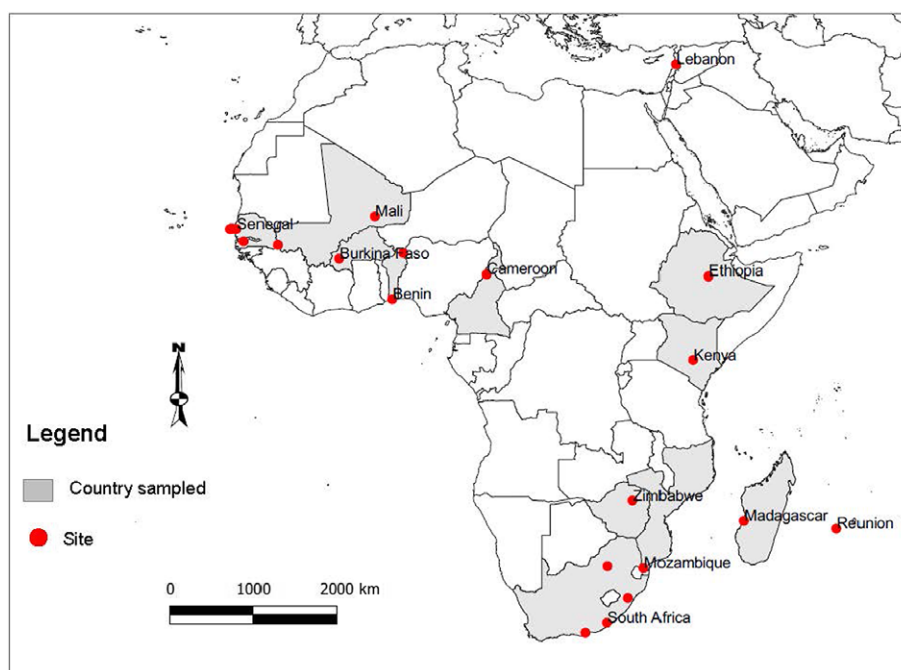 Lebanon
Mali
Senegal
Burkina Faso
Cameroon
Ethiopia
Benin
Kenya
N
Legend
Country sampled
Zimbabwe
Madagascar
Reunion
Site
Mozambique
0 1000 2000 km
South Africa